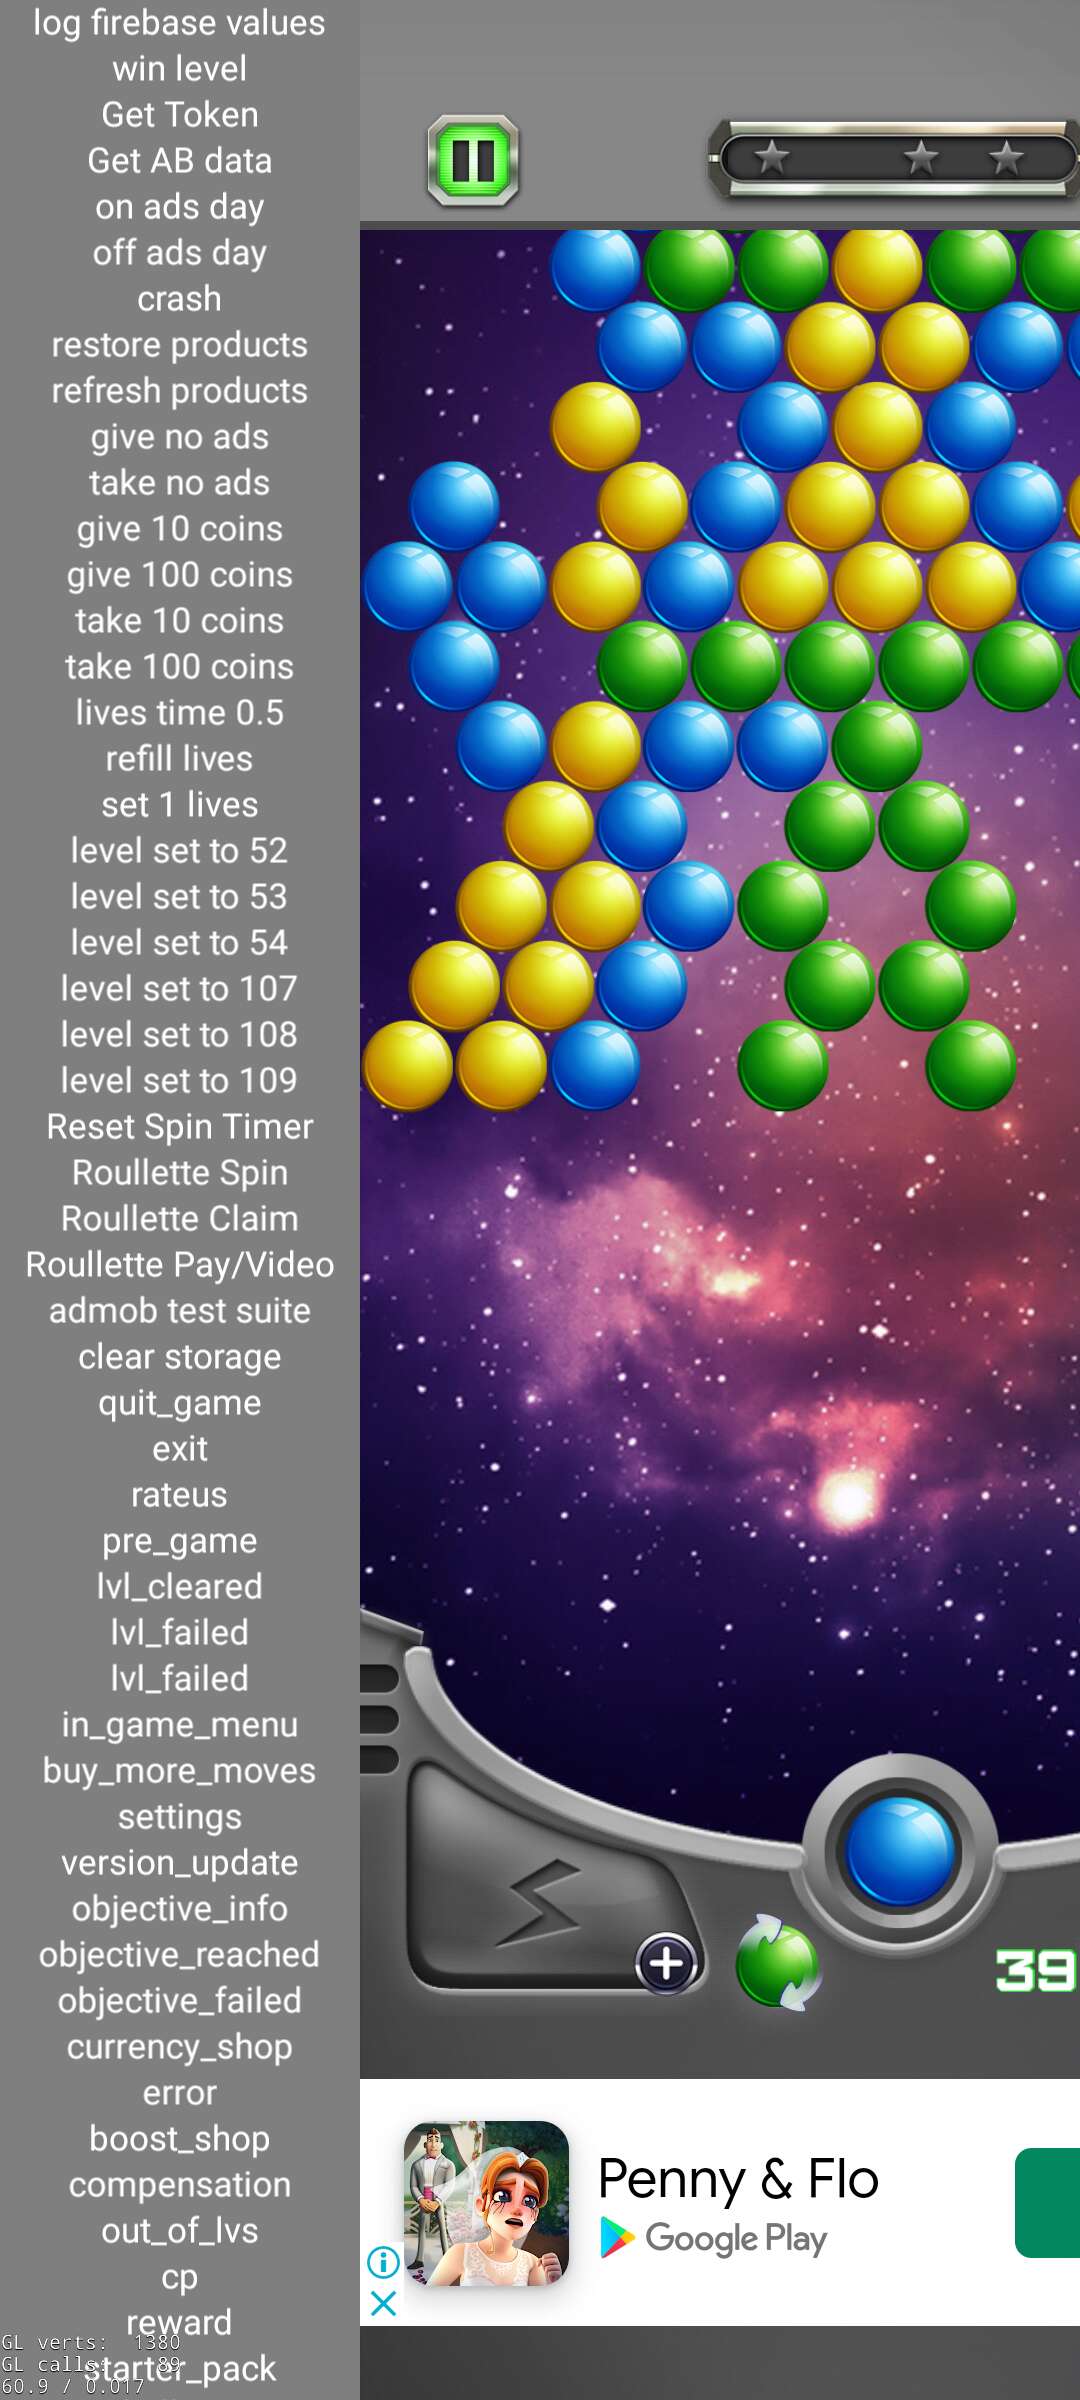 log firebase values
win level
Get Token
Get AB data
on ads day
off ads day
crash
restore products
refresh products
give no ads
take no ads
give 10 coins
give 100 coins
take 10 coins
take 100 coins
lives time 0.5
refill lives
set 1 lives
level set to 52
level set to 53
level set to 54
level set to 107
level set to 108
level set to 109
Reset Spin Timer
Roullette Spin
Roullette Claim
Roullette Pay/Video
admob test suite
clear storage
quit_game
exit
rateus
pre_game
lvl_cleared
lvl_failed
lvl_failed
in_game_menu
buy_more_moves
settings
version_update
objective_info
objective_reached
objective_failed
currency_shop
error
boost_shop
compensation
out_of_lvs
cp
reward
starter_pack
GL verts: 1380
GL calls: 89
60.9 / 0.017
39
Penny & Flo
Google Play